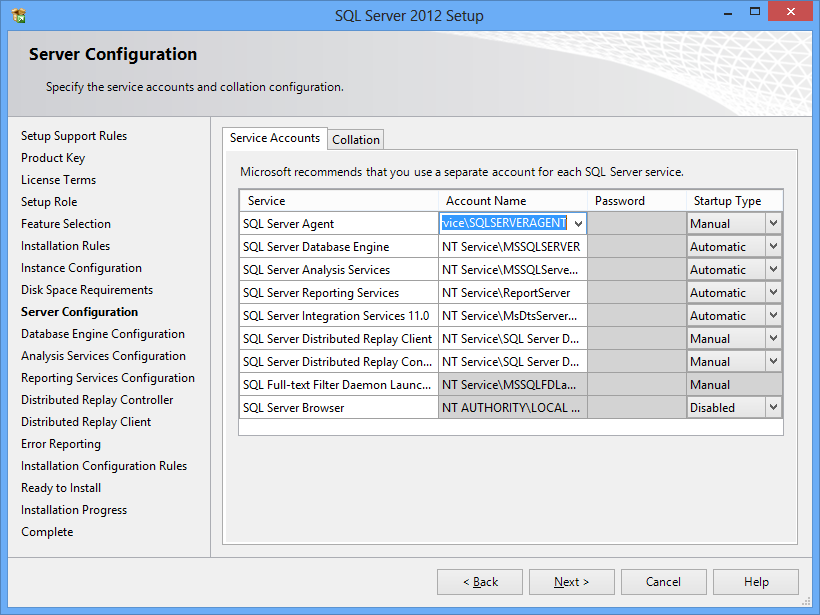 SQL Server 2012 Setup
Server Configuration
Specify the service accounts and collation configuration.
Setup Support Rules
Product Key
License Terms
Setup Role
Feature Selection
Installation Rules
Instance Configuration
Disk Space Requirements
Server Configuration
Database Engine Configuration
Analysis Services Configuration
Reporting Services Configuration
Distributed Replay Controller
Distributed Replay Client
Error Reporting
Installation Configuration Rules
Ready to Install
Installation Progress
Complete
Service Accounts Collation
Microsoft recommends that you use a separate account for each SQL Server service.
Service Account Name Password Startup Type
SQL Server Agent vice\SQLSERVERAGENT Manual
SQL Server Database Engine NT Service\MSSQLSERVER Automatic
SQL Server Analysis Services NT Service\MSSQLServe... Automatic
SQL Server Reporting Services NT Service\ReportServer Automatic
SQL Server Integration Services 11.0 NT Service\MsDtsServer... Automatic
SQL Server Distributed Replay Client NT Service\SQL Server D... Manual
SQL Server Distributed Replay Con... NT Service\SQL Server D... Manual
SQL Full-text Filter Daemon Launc... NT Service\MSSQLFDLa... Manual
SQL Server Browser NT AUTHORITY\LOCAL ... Disabled
< Back Next > Cancel Help